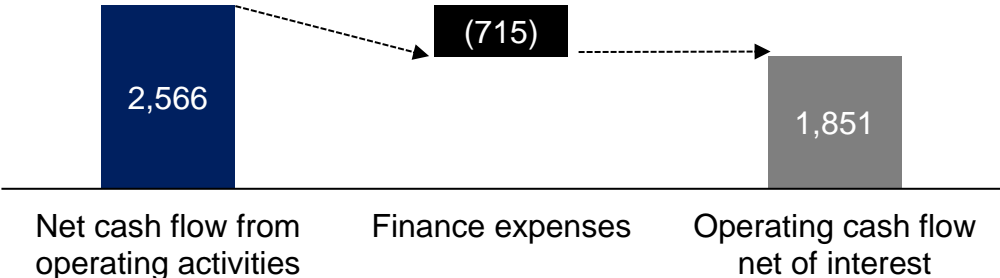 (715)
2,566
1,851
Net cash flow from
operating activities
Finance expenses
Operating cash flow
net of interest